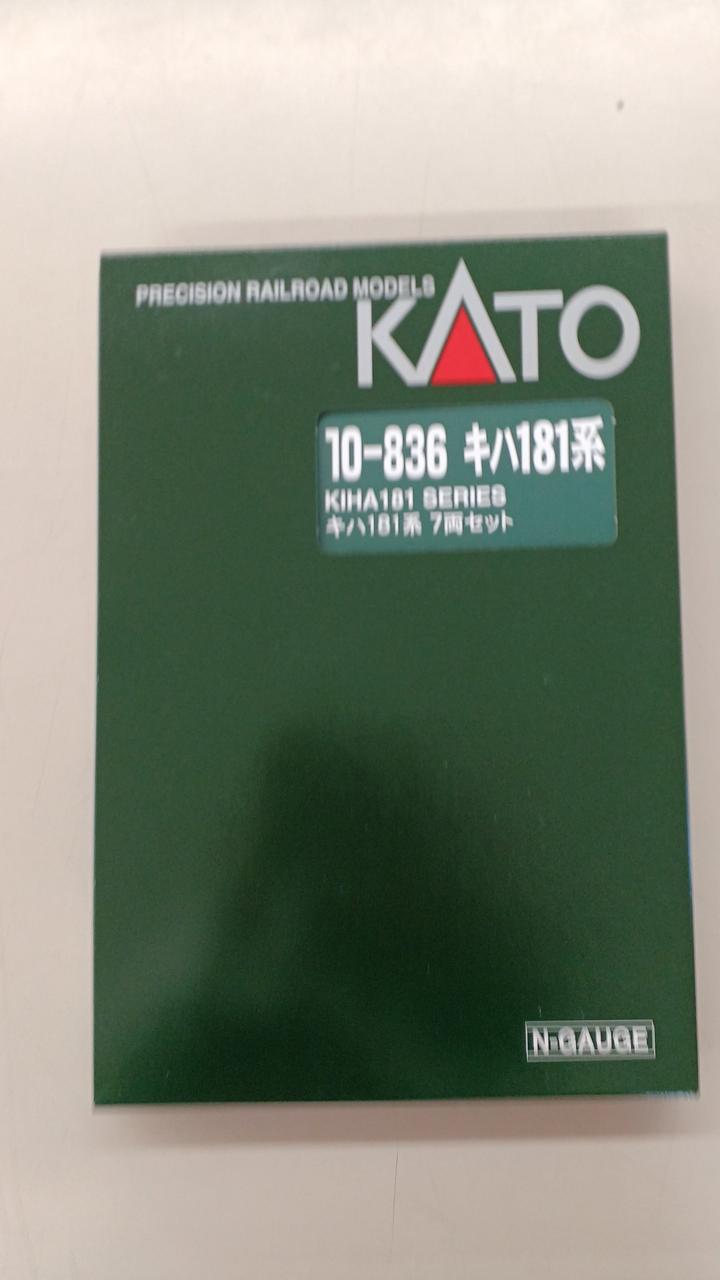 PRECISION RAILROAD MODELS
KATO
10-836 キハ181系
KIHA181 SERIES
キハ181系 7両セット
N-GAUGE